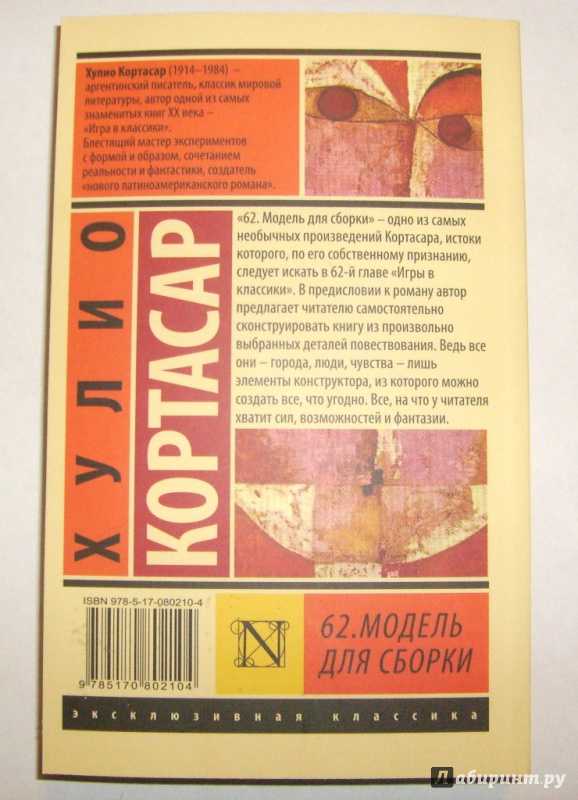 Хулио Кортасар (1914–1984) –
аргентинский писатель, классик мировой
литературы, автор одной из самых
знаменитых книг XX века –
«Игра в классики».
Блестящий мастер экспериментов
с формой и образом, сочетанием
реальности и фантастики, создатель
«нового латиноамериканского романа».
ХУЛИО
КОРТАСАР
«62. Модель для сборки» – одно из самых
необычных произведений Кортасара, истоки
которого, по его собственному признанию,
следует искать в 62-й главе «Игры в
классики». В предисловии к роману автор
предлагает читателю самостоятельно
сконструировать книгу из произвольно
выбранных деталей повествования. Ведь все
они – города, люди, чувства – лишь
элементы конструктора, из которого можно
создать все, что угодно. Все, на что у читателя
хватит сил, возможностей и фантазии.
ISBN 978-5-17-080210-4
9 785170 802104
N
62.МОДЕЛЬ
ДЛЯ СБОРКИ
эксклюзивная классика
Лабиринт.ру